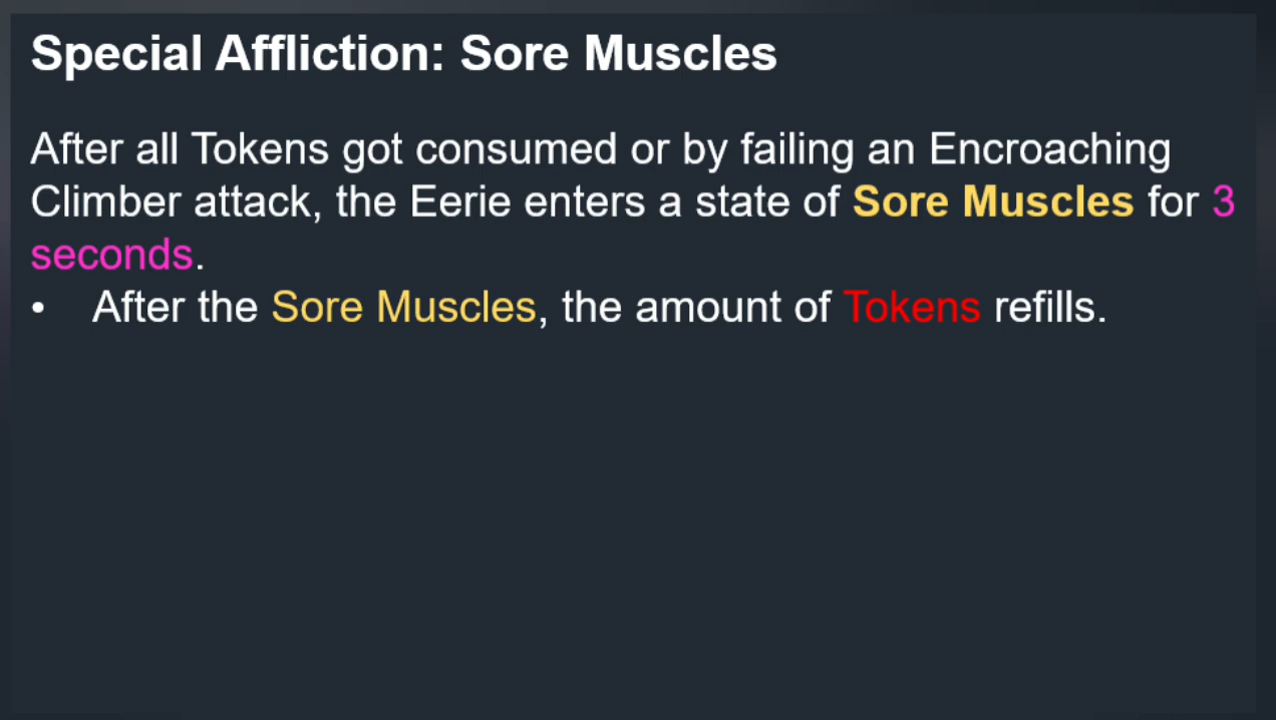 Special Affliction: Sore Muscles
After all Tokens got consumed or by failing an Encroaching
Climber attack, the Eerie enters a state of Sore Muscles for 3
seconds.
• After the Sore Muscles, the amount of Tokens refills.